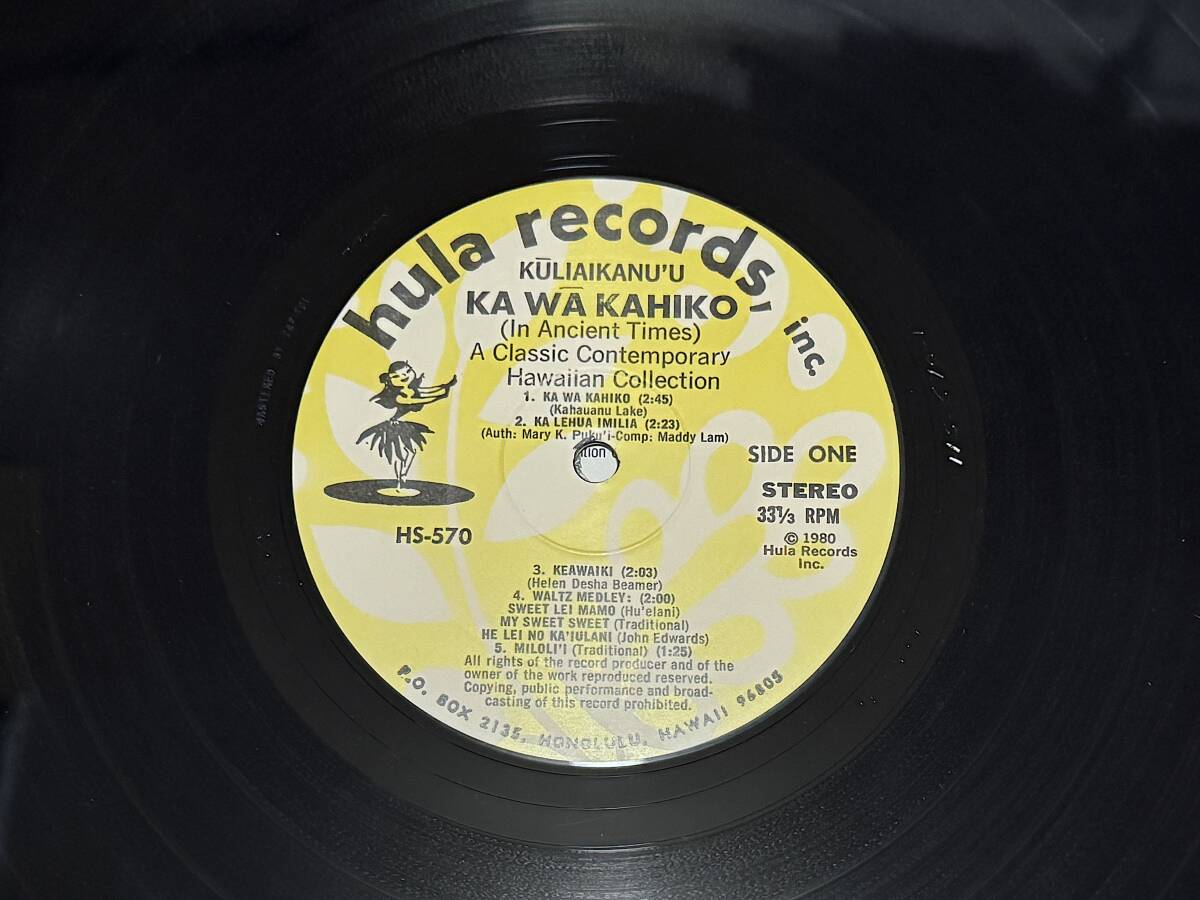 hula records, inc.
KŪLIAIKANU'U
KA WĀ KAHIKO
(In Ancient Times)
A Classic Contemporary
Hawaiian Collection
1. KA WA KAHIKO (2:45)
(Kahauanu Lake)
2. KA LEHUA IMILIA (2:23)
(Auth: Mary K. Puku'i-Comp: Maddy Lam)
SIDE ONE
STEREO
33⅓ RPM
© 1980
Hula Records
Inc.
HS-570
3. KEAWAIKI (2:03)
(Helen Desha Beamer)
4. WALTZ MEDLEY: (2:00)
SWEET LEI MAMO (Hu'elani)
MY SWEET SWEET (Traditional)
HE LEI NO KA'IULANI (John Edwards)
5. MILOLI'I (Traditional) (1:25)
All rights of the record producer and of the
owner of the work reproduced reserved.
Copying, public performance and broad-
casting of this record prohibited.
P.O. BOX 2135, HONOLULU, HAWAII 96805
MASTERED BY